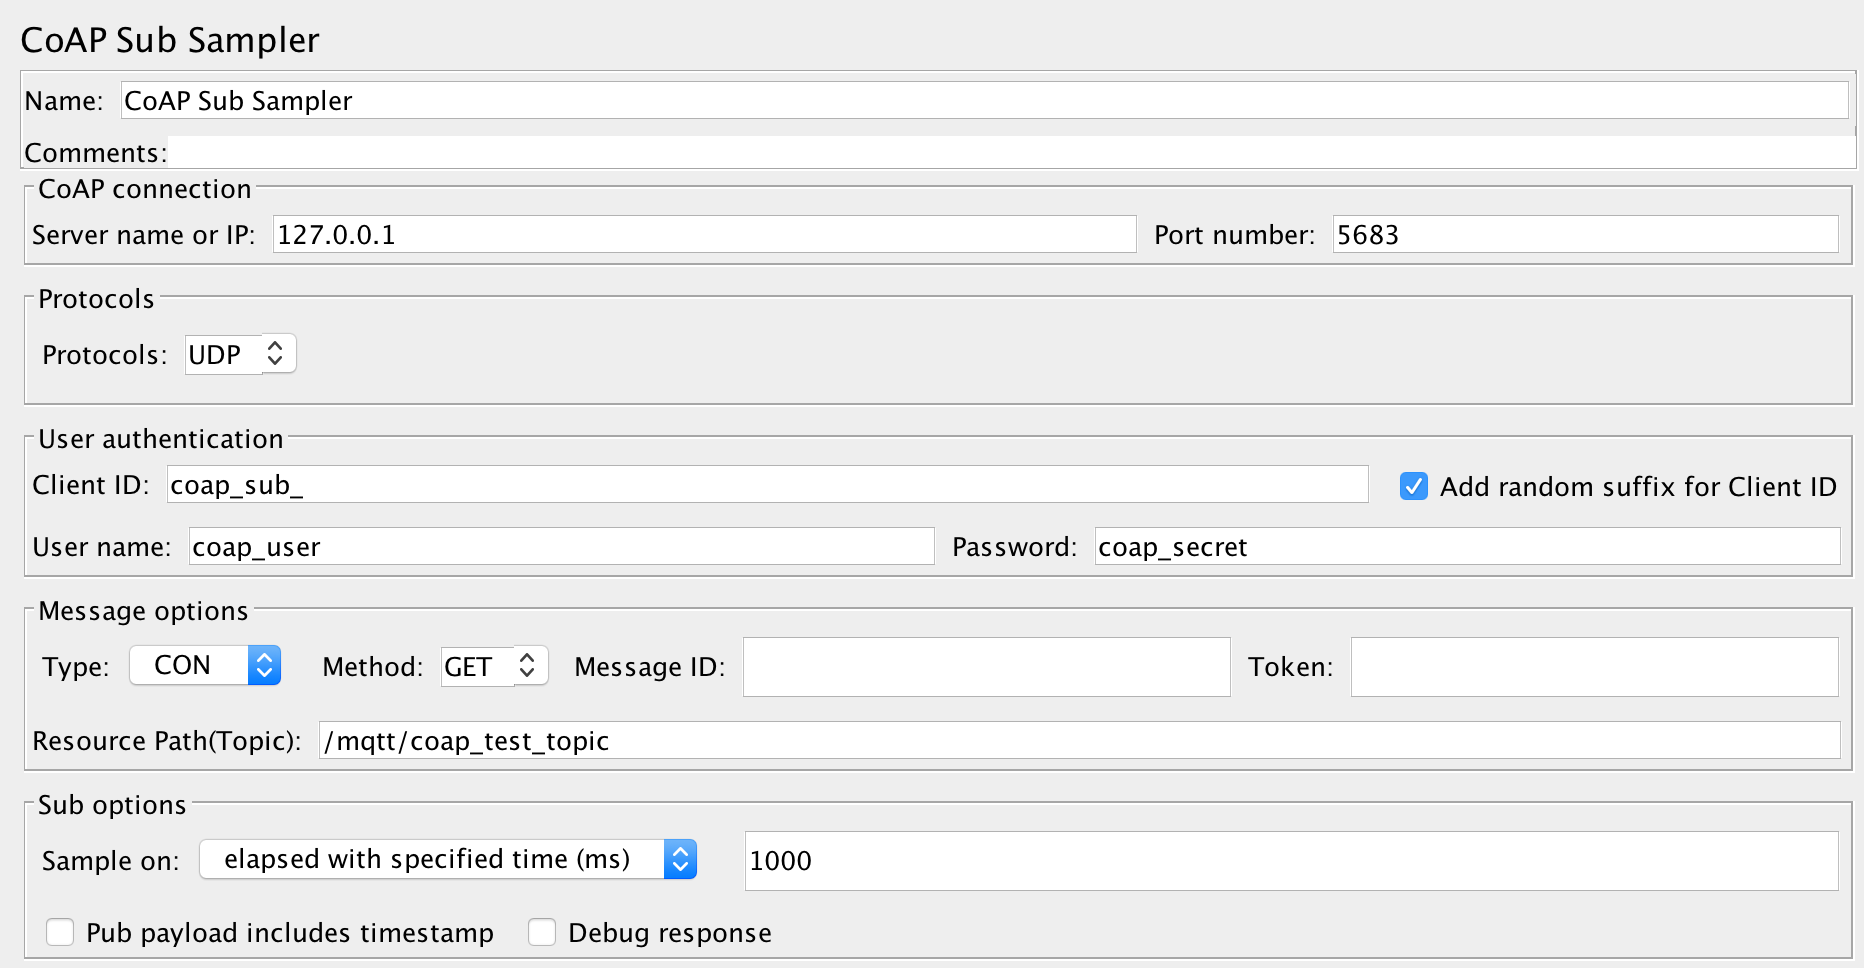 CoAP Sub Sampler
Name: CoAP Sub Sampler
Comments:
CoAP connection
Server name or IP: 127.0.0.1 Port number: 5683
Protocols
Protocols: UDP
User authentication
Client ID: coap_sub_ Add random suffix for Client ID
User name: coap_user Password: coap_secret
Message options
Type: CON Method: GET Message ID: Token:
Resource Path(Topic): /mqtt/coap_test_topic
Sub options
Sample on: elapsed with specified time (ms) 1000
Pub payload includes timestamp Debug response